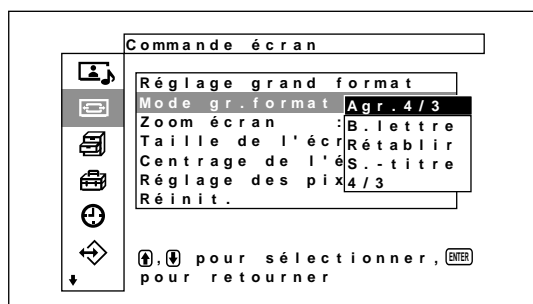 Commande écran
Réglage grand format
Mode gr.format
Agr.4/3
Zoom écran :
B.lettre
Taille de l'écr
Rétablir
Centrage de l'é
S.-titre
Réglage des pix
4/3
Réinit.
, pour sélectionner, ENTER
pour retourner